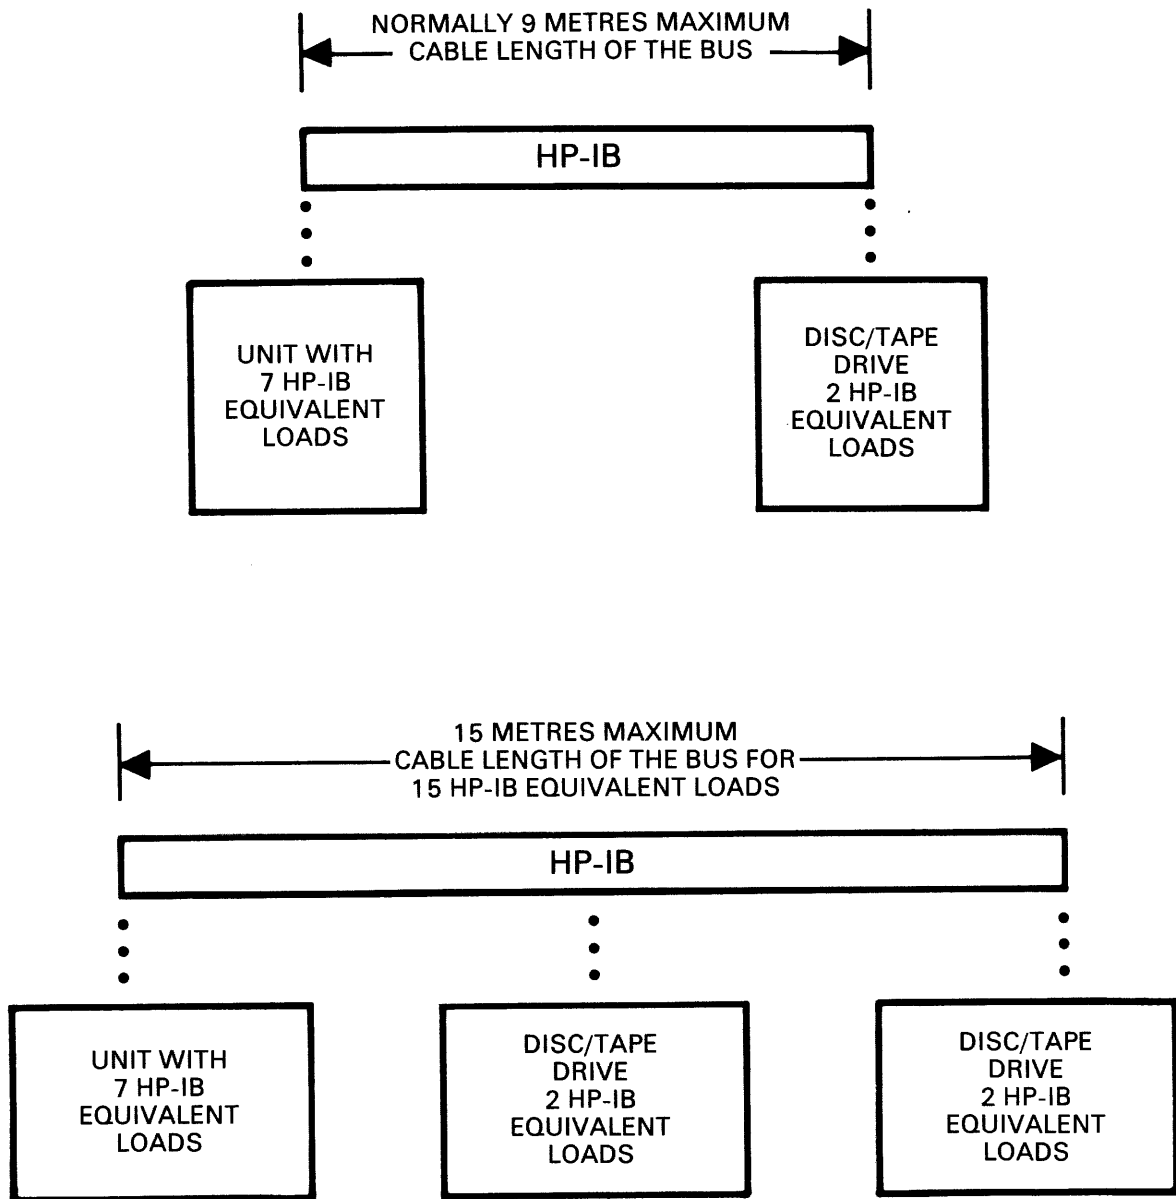 NORMALLY 9 METRES MAXIMUM
CABLE LENGTH OF THE BUS
HP-IB
UNIT WITH
7 HP-IB
EQUIVALENT
LOADS
DISC/TAPE
DRIVE
2 HP-IB
EQUIVALENT
LOADS
15 METRES MAXIMUM
CABLE LENGTH OF THE BUS FOR
15 HP-IB EQUIVALENT LOADS
HP-IB
UNIT WITH
7 HP-IB
EQUIVALENT
LOADS
DISC/TAPE
DRIVE
2 HP-IB
EQUIVALENT
LOADS
DISC/TAPE
DRIVE
2 HP-IB
EQUIVALENT
LOADS